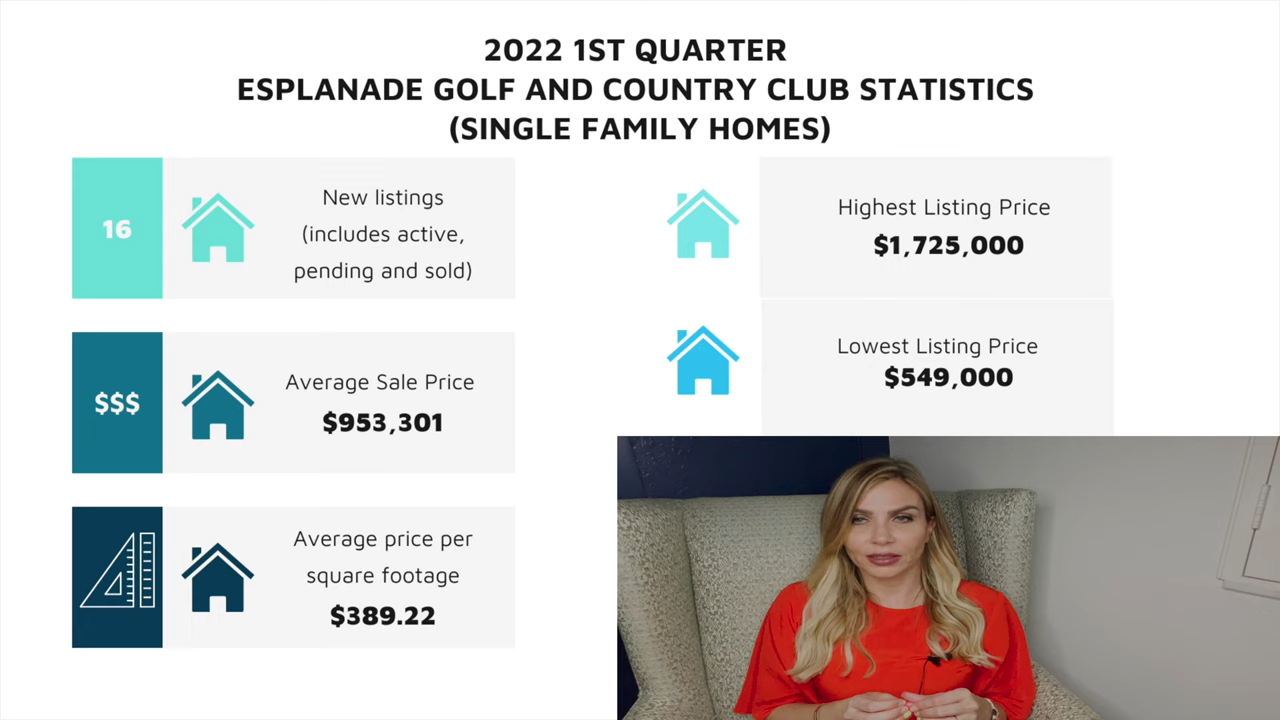 2022 1ST QUARTER
ESPLANADE GOLF AND COUNTRY CLUB STATISTICS
(SINGLE FAMILY HOMES)
16
New listings
(includes active,
pending and sold)
$$$
Average Sale Price
$953,301
Average price per
square footage
$389.22
Highest Listing Price
$1,725,000
Lowest Listing Price
$549,000